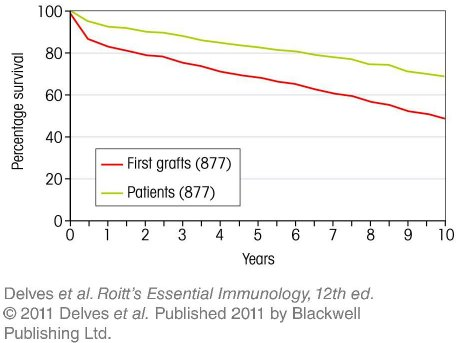 100
80
60
40
20
0
Percentage survival
First grafts (877)
Patients (877)
0 1 2 3 4 5 6 7 8 9 10
Years
Delves et al. Roitt's Essential Immunology, 12th ed.
© 2011 Delves et al. Published 2011 by Blackwell
Publishing Ltd.